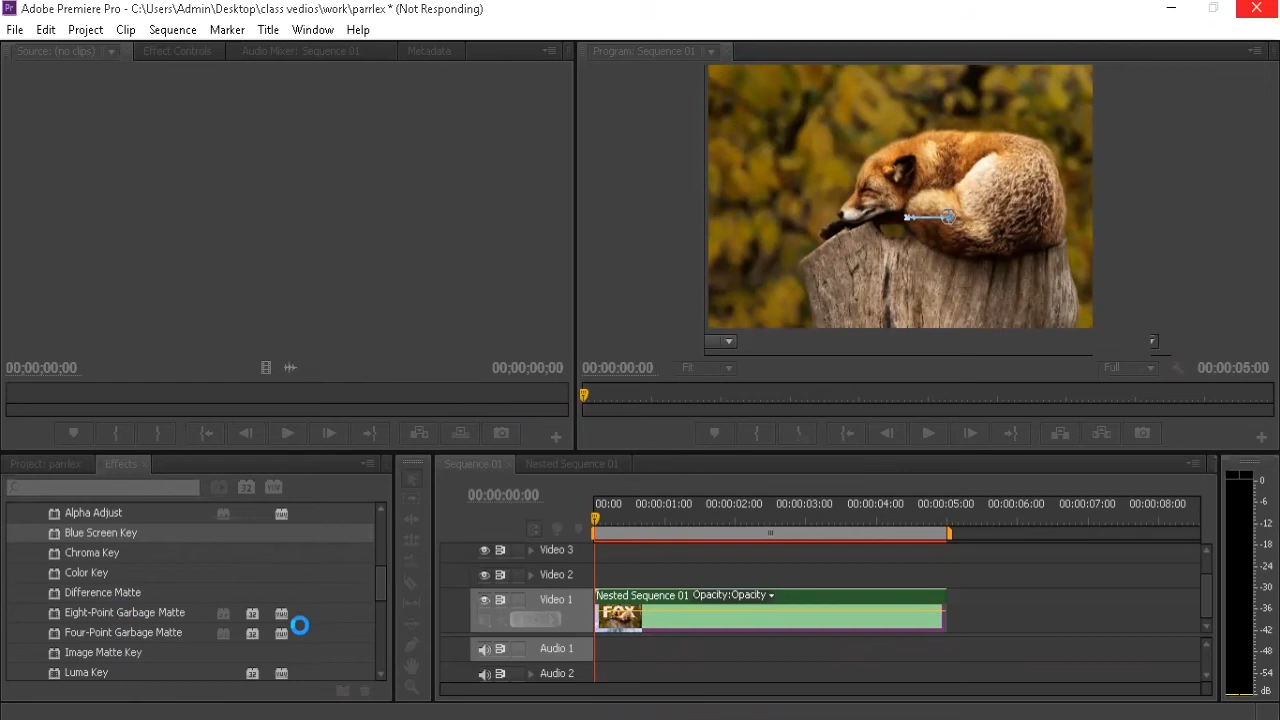 Adobe Premiere Pro - C:\Users\Admin\Desktop\class vedios\work\parrlex * (Not Responding)
File Edit Project Clip Sequence Marker Title Window Help
Source: (no clips) Effect Controls Audio Mixer: Sequence 01 Metadata
Program: Sequence 01
00:00:00:00 00:00:00:00
00:00:00:00 Fit Full 00:00:05:00
Project: parrlex Effects
Alpha Adjust
Blue Screen Key
Chroma Key
Color Key
Difference Matte
Eight-Point Garbage Matte
Four-Point Garbage Matte
Image Matte Key
Luma Key
Sequence 01 Nested Sequence 01
00:00:00:00
00:00 00:00:01:00 00:00:02:00 00:00:03:00 00:00:04:00 00:00:05:00 00:00:06:00 00:00:07:00 00:00:08:00
Video 3
Video 2
Video 1
Nested Sequence 01 Opacity:Opacity
FOX
Audio 1
Audio 2
0
-6
-12
-18
-24
-30
-36
-42
-48
-54
dB